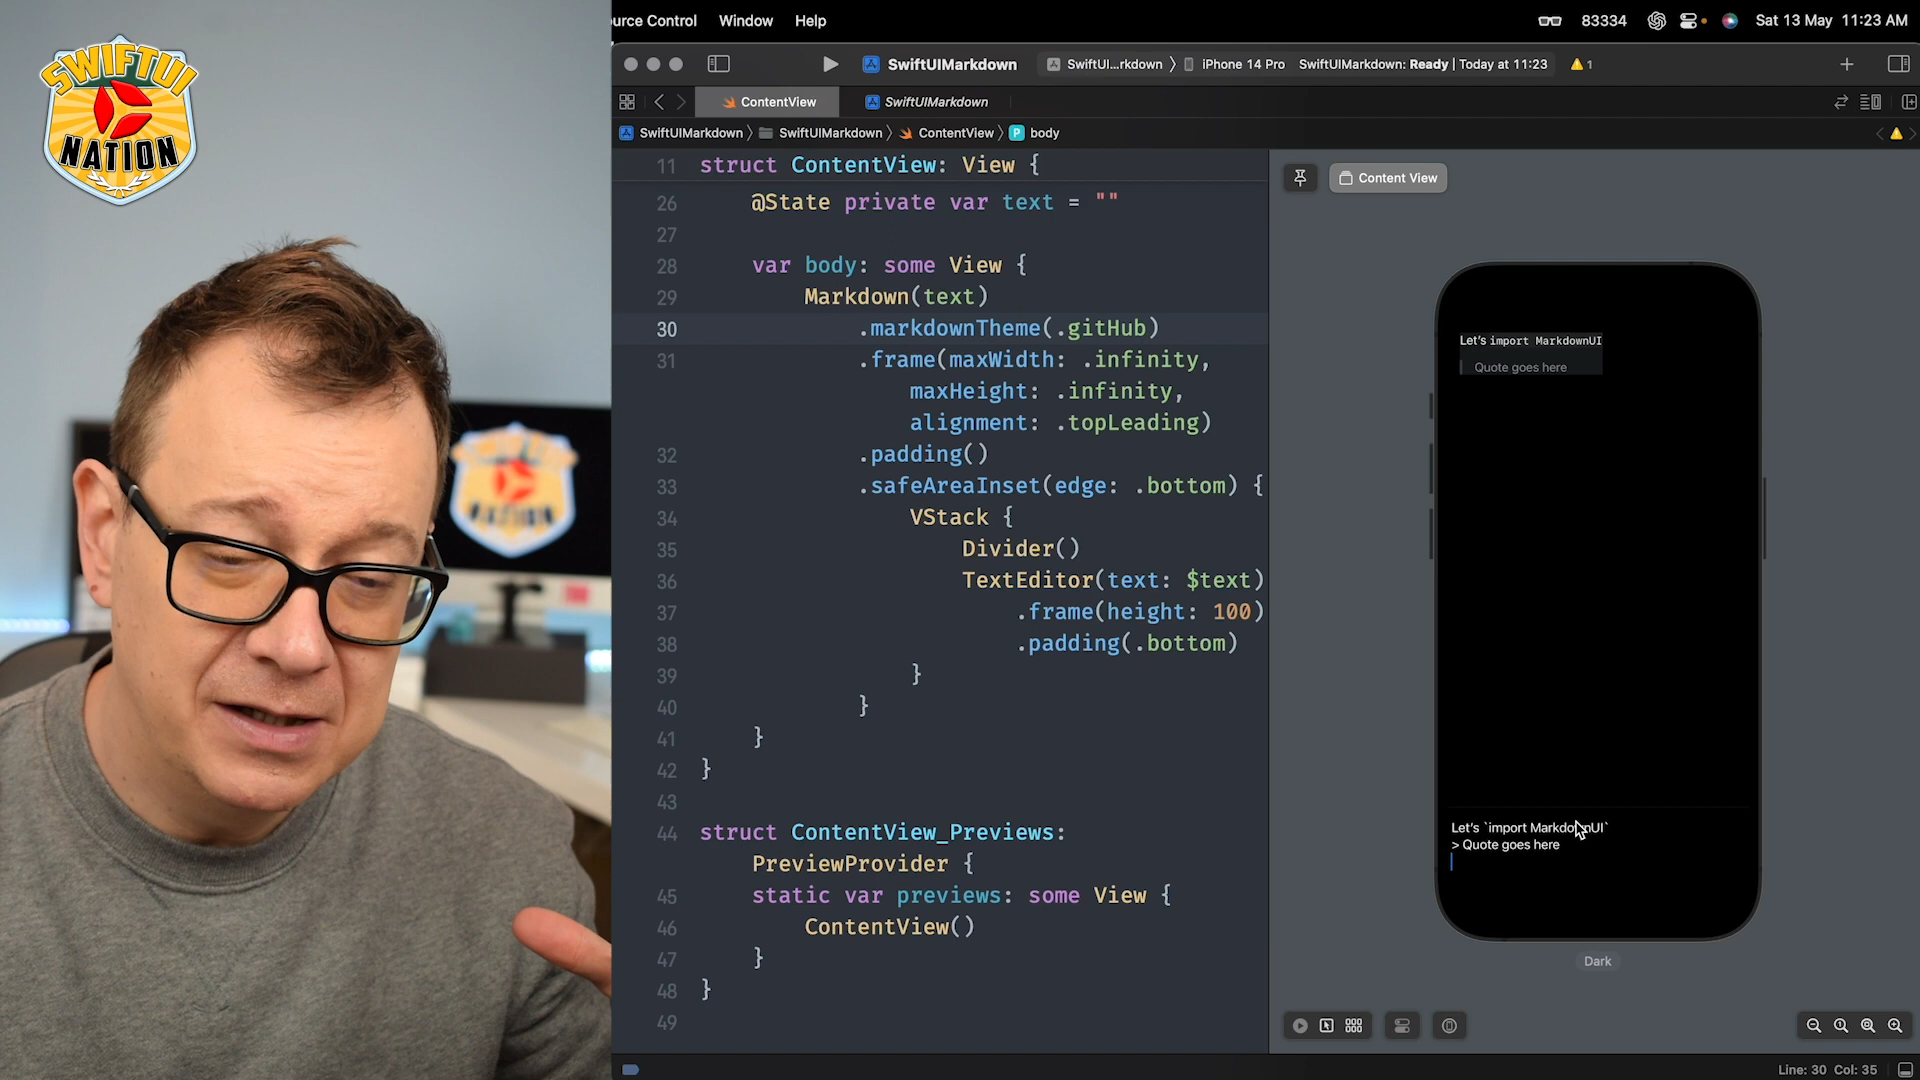 SWIFTUI
NATION
urce Control Window Help
83334 Sat 13 May 11:23 AM
SwiftUIMarkdown SwiftUI...rkdown 〉 iPhone 14 Pro SwiftUIMarkdown: Ready | Today at 11:23 1
ContentView SwiftUIMarkdown
SwiftUIMarkdown 〉 SwiftUIMarkdown 〉 ContentView 〉 P body
11 struct ContentView: View {
26 @State private var text = ""
27
28 var body: some View {
29 Markdown(text)
30 .markdownTheme(.gitHub)
31 .frame(maxWidth: .infinity,
maxHeight: .infinity,
alignment: .topLeading)
32 .padding()
33 .safeAreaInset(edge: .bottom) {
34 VStack {
35 Divider()
36 TextEditor(text: $text)
37 .frame(height: 100)
38 .padding(.bottom)
39 }
40 }
41 }
42 }
43
44 struct ContentView_Previews:
PreviewProvider {
45 static var previews: some View {
46 ContentView()
47 }
48 }
49
Content View
Let's import MarkdownUI
Quote goes here
Let's `import MarkdownUI`
> Quote goes here
Dark
NATION
Line: 30 Col: 35